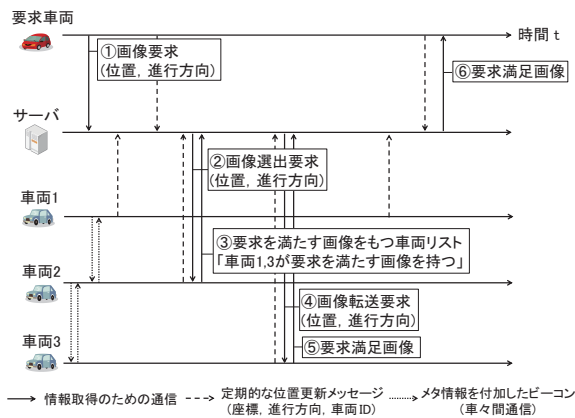 要求車両
時間 t
①画像要求
(位置, 進行方向)
⑥要求満足画像
サーバ
②画像選出要求
(位置, 進行方向)
車両1
③要求を満たす画像をもつ車両リスト
「車両1,3が要求を満たす画像を持つ」
車両2
④画像転送要求
(位置, 進行方向)
車両3
⑤要求満足画像
情報取得のための通信
定期的な位置更新メッセージ
(座標, 進行方向, 車両ID)
メタ情報を付加したビーコン
(車々間通信)